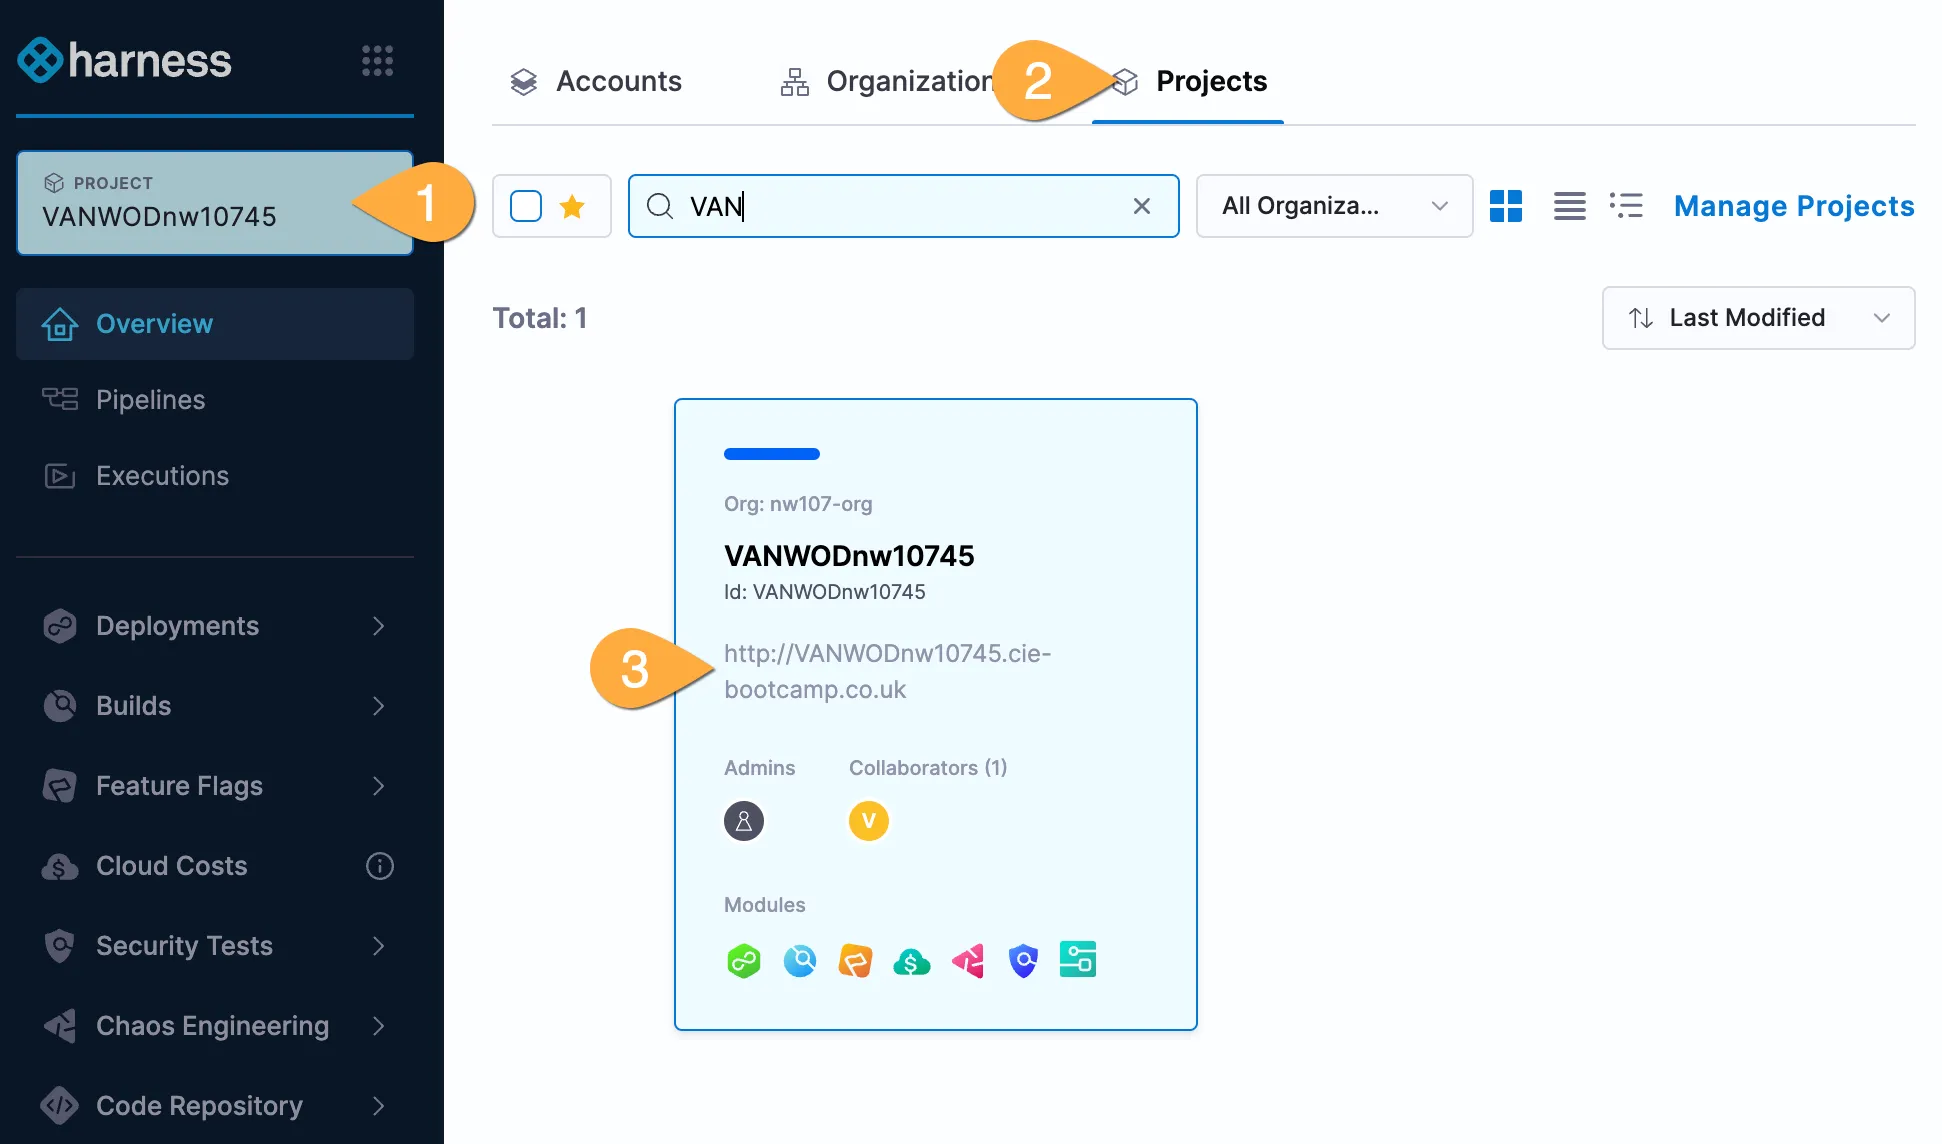 harness
PROJECT
VANWODnw10745
1
Overview
Pipelines
Executions
Deployments
Builds
Feature Flags
Cloud Costs
Security Tests
Chaos Engineering
Code Repository
Accounts
Organization
2
Projects
VAN
All Organiza...
Manage Projects
Total: 1
Last Modified
Org: nw107-org
VANWODnw10745
Id: VANWODnw10745
3
http://VANWODnw10745.cie-
bootcamp.co.uk
Admins
Collaborators (1)
V
Modules